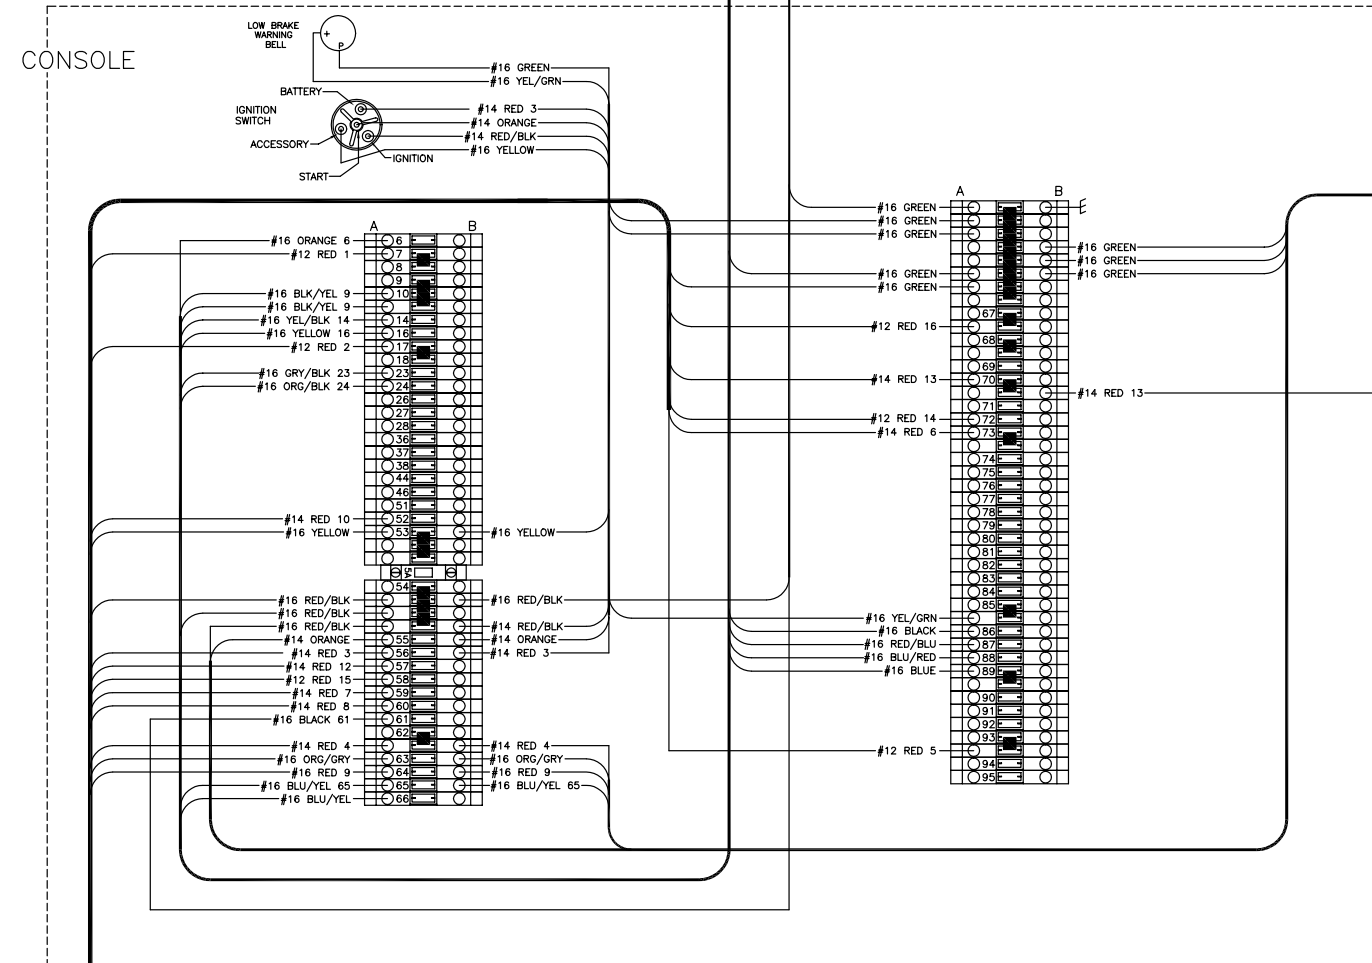 CONSOLE
LOW BRAKE
WARNING
BELL
+
P
#16 GREEN
#16 YEL/GRN
BATTERY
IGNITION
SWITCH
ACCESSORY
START
IGNITION
#14 RED 3
#14 ORANGE
#14 RED/BLK
#16 YELLOW
A
B
#16 ORANGE 6
6
#12 RED 1
7
8
9
#16 BLK/YEL 9
10
#16 BLK/YEL 9
#16 YEL/BLK 14
14
#16 YELLOW 16
16
#12 RED 2
17
18
#16 GRY/BLK 23
23
#16 ORG/BLK 24
24
26
27
28
36
37
38
44
46
51
#14 RED 10
52
#16 YELLOW
53
#16 YELLOW
5A
54
#16 RED/BLK
#16 RED/BLK
#16 RED/BLK
#16 RED/BLK
#14 RED/BLK
#14 ORANGE
55
#14 ORANGE
#14 RED 3
56
#14 RED 3
#14 RED 12
57
#12 RED 15
58
#14 RED 7
59
#14 RED 8
60
#16 BLACK 61
61
62
#14 RED 4
#14 RED 4
#16 ORG/GRY
63
#16 ORG/GRY
#16 RED 9
64
#16 RED 9
#16 BLU/YEL 65
65
#16 BLU/YEL 65
#16 BLU/YEL
66
A
B
#16 GREEN
#16 GREEN
#16 GREEN
#16 GREEN
#16 GREEN
#16 GREEN
#16 GREEN
#16 GREEN
67
#12 RED 16
68
69
#14 RED 13
70
#14 RED 13
71
#12 RED 14
72
#14 RED 6
73
74
75
76
77
78
79
80
81
82
83
84
85
#16 YEL/GRN
#16 BLACK
86
#16 RED/BLU
87
#16 BLU/RED
88
#16 BLUE
89
90
91
92
93
#12 RED 5
94
95